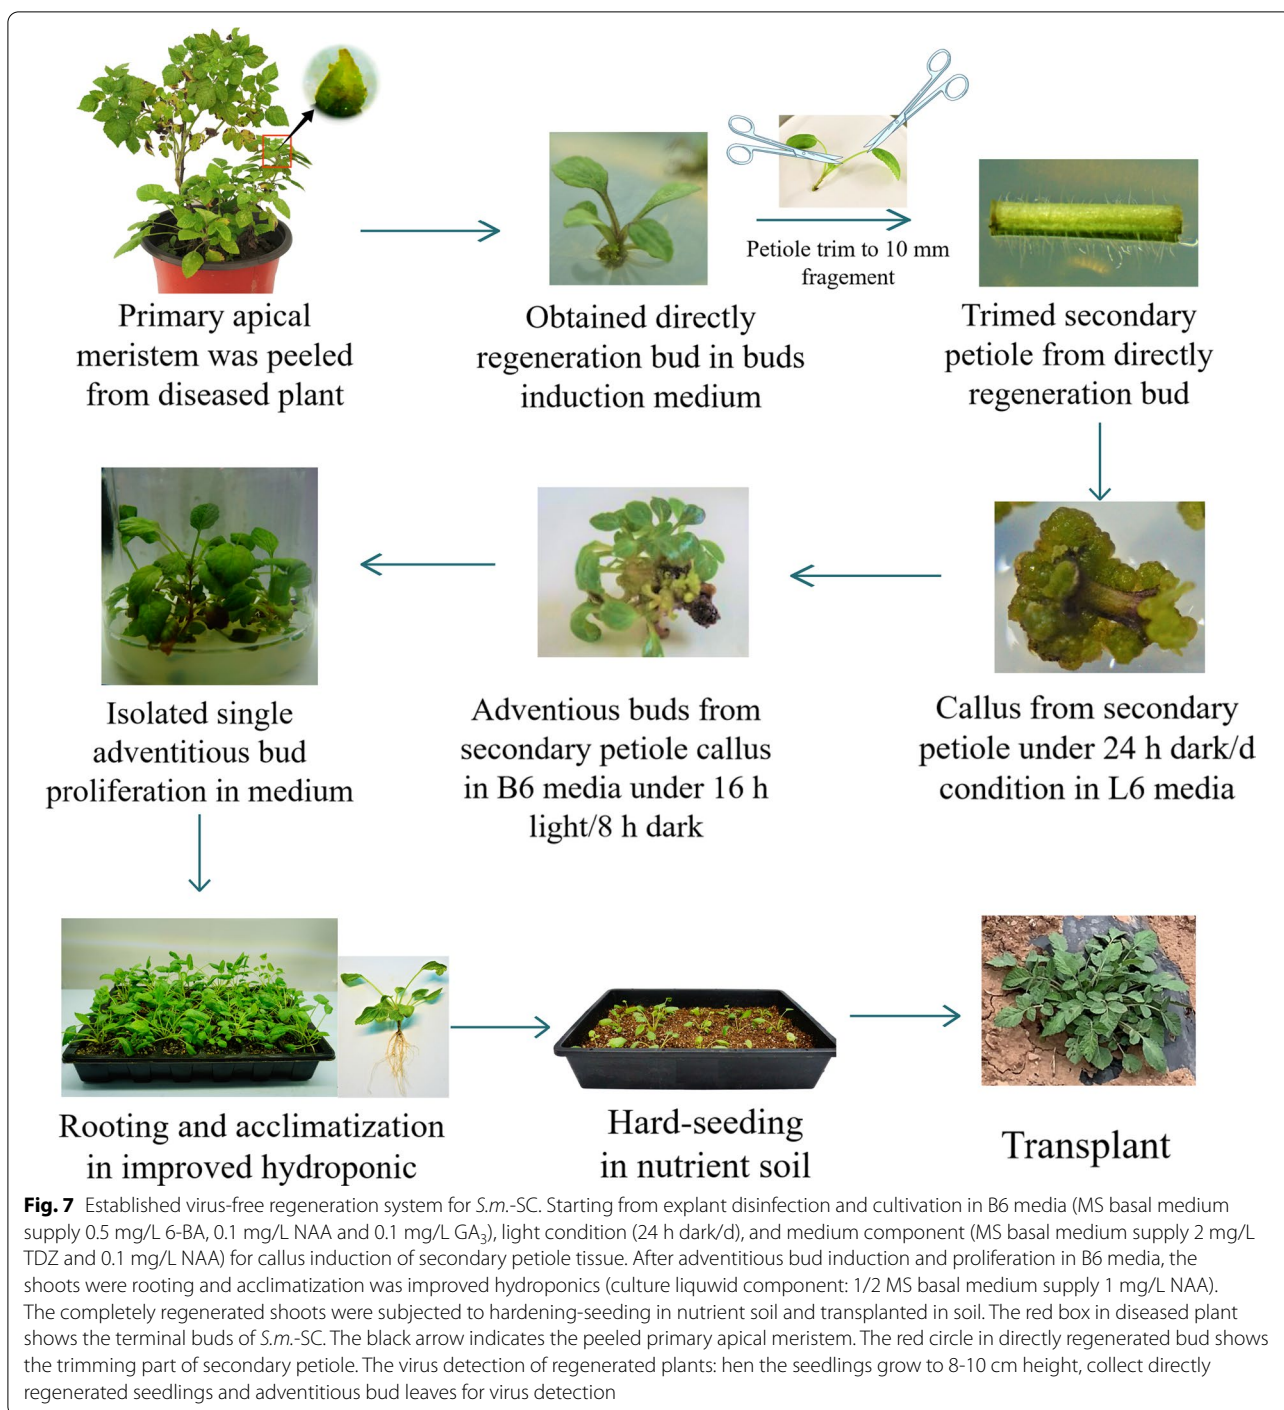 Petiole trim to 10 mm
fragement
Primary apical
meristem was peeled
from diseased plant
Obtained directly
regeneration bud in buds
induction medium
Trimed secondary
petiole from directly
regeneration bud
Isolated single
adventitious bud
proliferation in medium
Adventious buds from
secondary petiole callus
in B6 media under 16 h
light/8 h dark
Callus from secondary
petiole under 24 h dark/d
condition in L6 media
Rooting and acclimatization
in improved hydroponic
Hard-seeding
in nutrient soil
Transplant
Fig. 7 Established virus-free regeneration system for S.m.-SC. Starting from explant disinfection and cultivation in B6 media (MS basal medium
supply 0.5 mg/L 6-BA, 0.1 mg/L NAA and 0.1 mg/L GA₃), light condition (24 h dark/d), and medium component (MS basal medium supply 2 mg/L
TDZ and 0.1 mg/L NAA) for callus induction of secondary petiole tissue. After adventitious bud induction and proliferation in B6 media, the
shoots were rooting and acclimatization was improved hydroponics (culture liquwid component: 1/2 MS basal medium supply 1 mg/L NAA).
The completely regenerated shoots were subjected to hardening-seeding in nutrient soil and transplanted in soil. The red box in diseased plant
shows the terminal buds of S.m.-SC. The black arrow indicates the peeled primary apical meristem. The red circle in directly regenerated bud shows
the trimming part of secondary petiole. The virus detection of regenerated plants: hen the seedlings grow to 8-10 cm height, collect directly
regenerated seedlings and adventitious bud leaves for virus detection